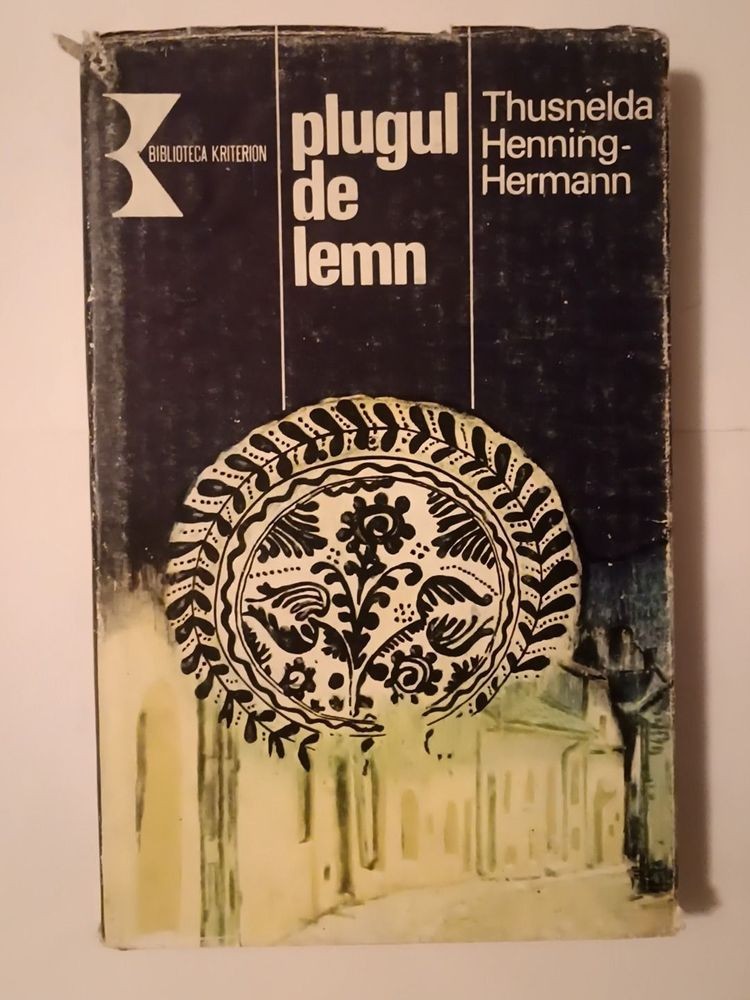 BIBLIOTECA KRITERION
plugul
de
lemn
Thusnelda
Henning-
Hermann